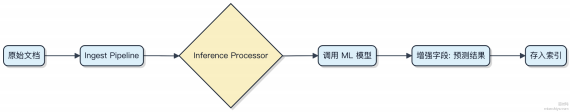 原始文档
Ingest Pipeline
Inference Processor
调用 ML 模型
增强字段: 预测结果
存入索引